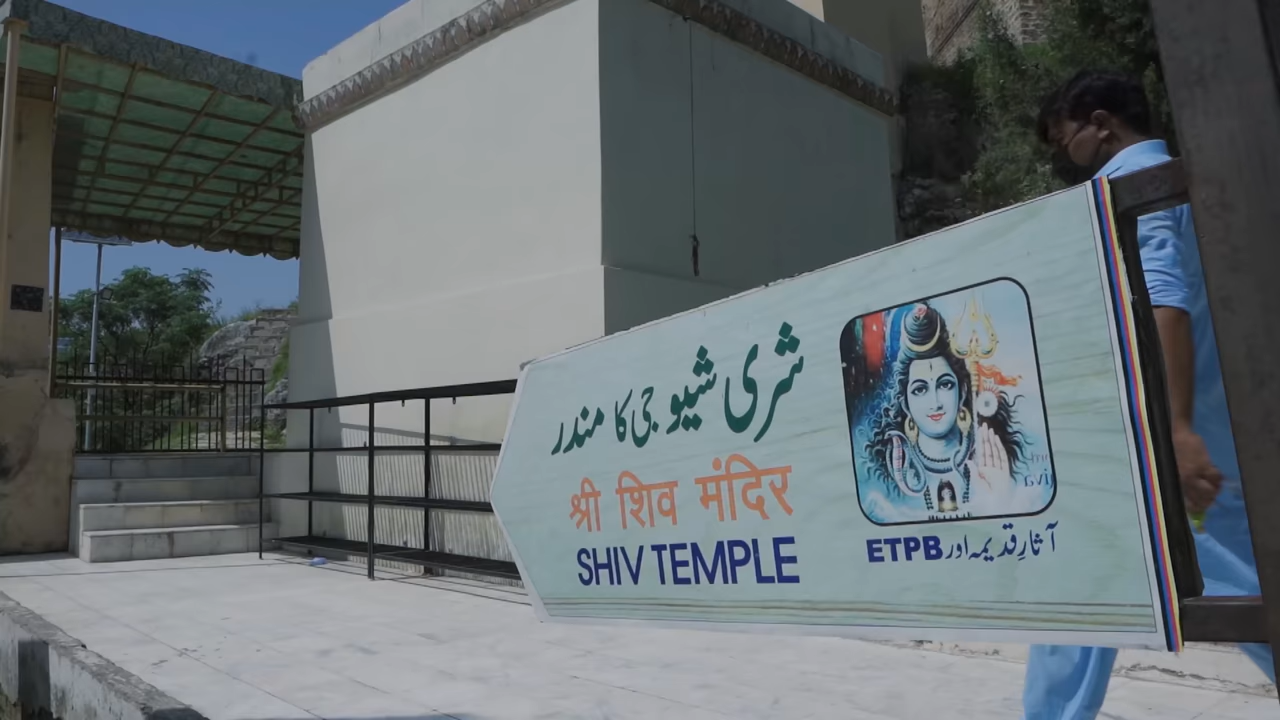 شری شیو جی کا مندر
श्री शिव मंदिर
SHIV TEMPLE
آثارِ قدیمہ اور ETPB